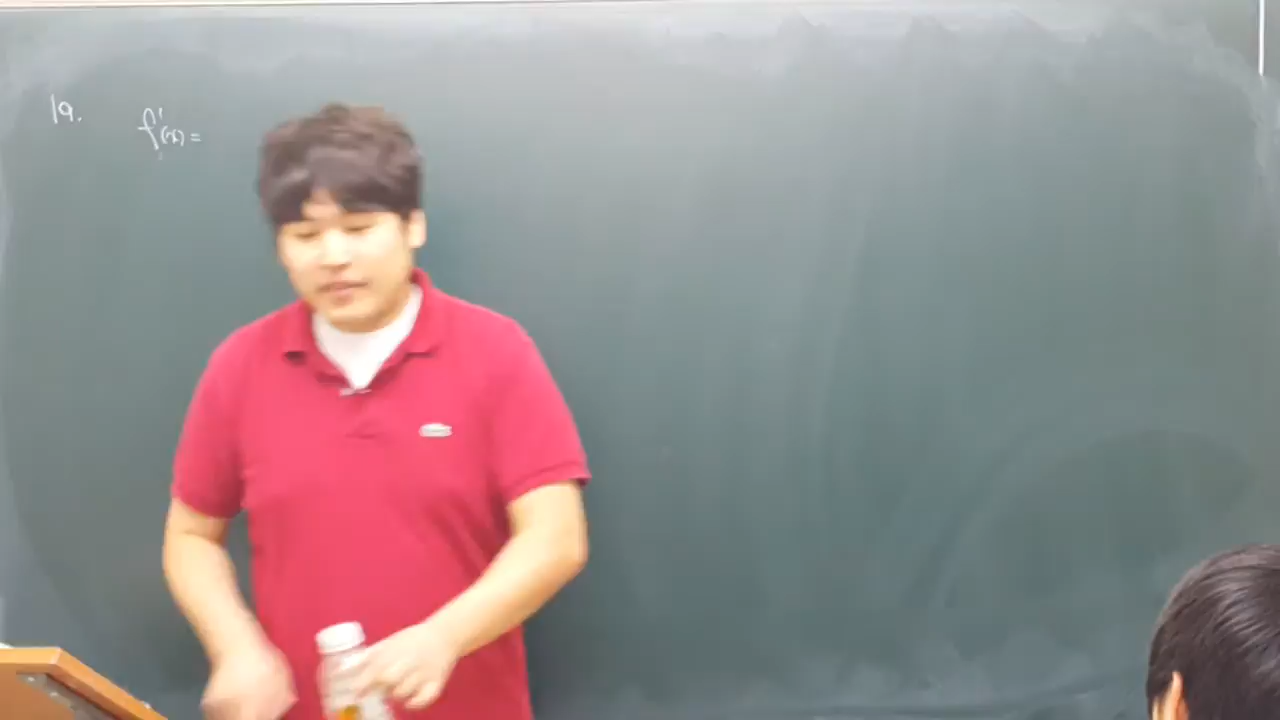 19.
f'(x) =